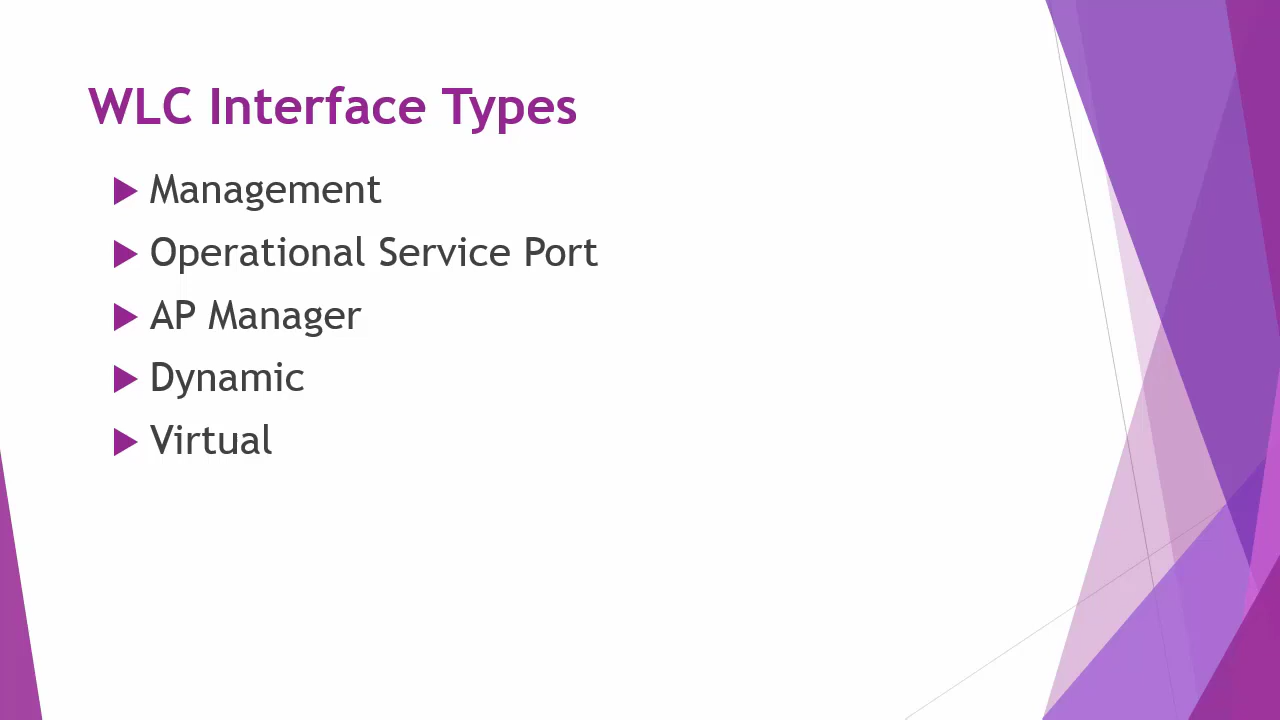 WLC Interface Types
Management
Operational Service Port
AP Manager
Dynamic
Virtual